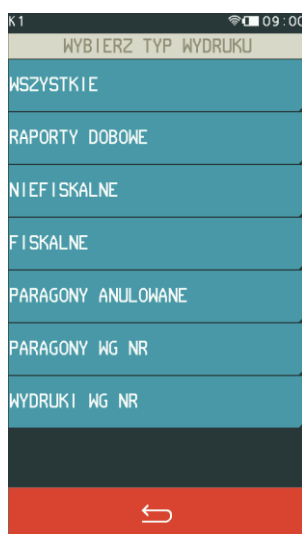 K1 09:00
WYBIERZ TYP WYDRUKU
WSZYSTKIE
RAPORTY DOBOWE
NIEFISKALNE
FISKALNE
PARAGONY ANULOWANE
PARAGONY WG NR
WYDRUKI WG NR